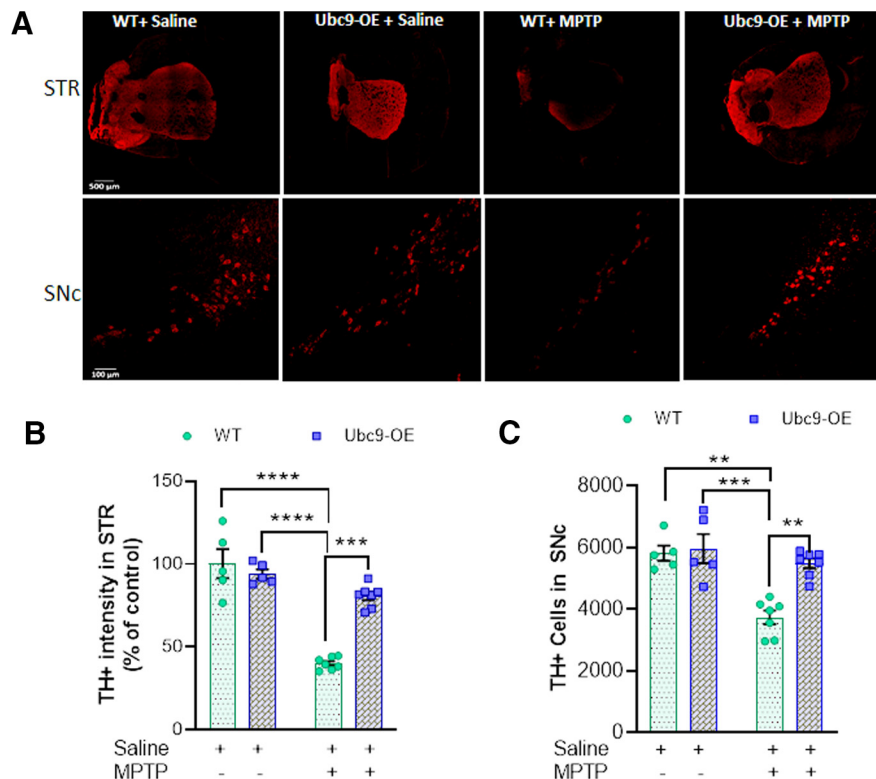 A
WT+ Saline Ubc9-OE + Saline WT+ MPTP Ubc9-OE + MPTP
STR
500 µm
SNc
100 µm
B
WT Ubc9-OE
TH+ intensity in STR
(% of control)
150
100
50
0
**** 
****
***
Saline + + + +
MPTP - - + +
C
WT Ubc9-OE
TH+ Cells in SNc
8000
6000
4000
2000
0
**
***
**
Saline + + + +
MPTP - - + +